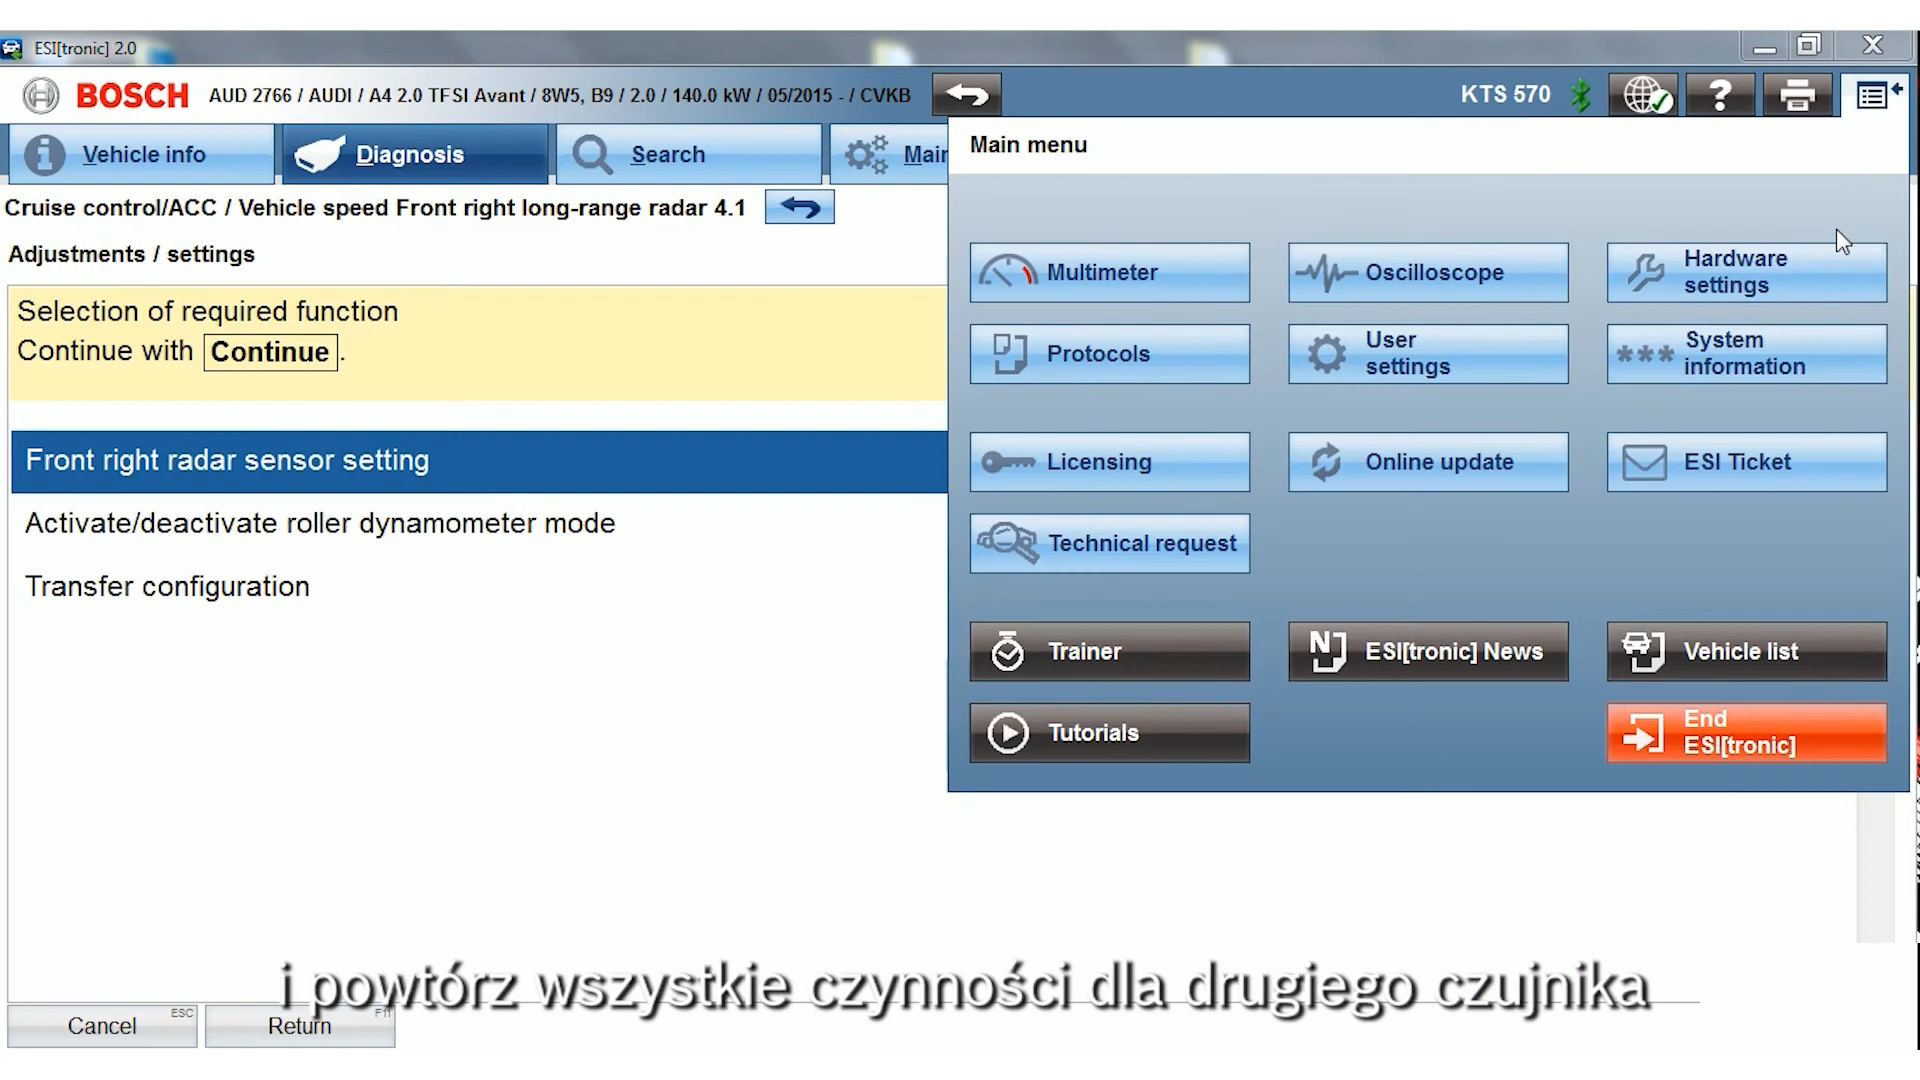 ESI[tronic] 2.0
BOSCH AUD 2766 / AUDI / A4 2.0 TFSI Avant / 8W5, B9 / 2.0 / 140.0 kW / 05/2015 - / CVKB
KTS 570
?
Vehicle info
Diagnosis
Search
Main menu
Cruise control/ACC / Vehicle speed Front right long-range radar 4.1
Adjustments / settings
Selection of required function
Continue with Continue.
Front right radar sensor setting
Activate/deactivate roller dynamometer mode
Transfer configuration
Multimeter
Oscilloscope
Hardware
settings
Protocols
User
settings
System
information
Licensing
Online update
ESI Ticket
Technical request
Trainer
ESI[tronic] News
Vehicle list
Tutorials
End
ESI[tronic]
i powtórz wszystkie czynności dla drugiego czujnika
Cancel ESC
Return F11